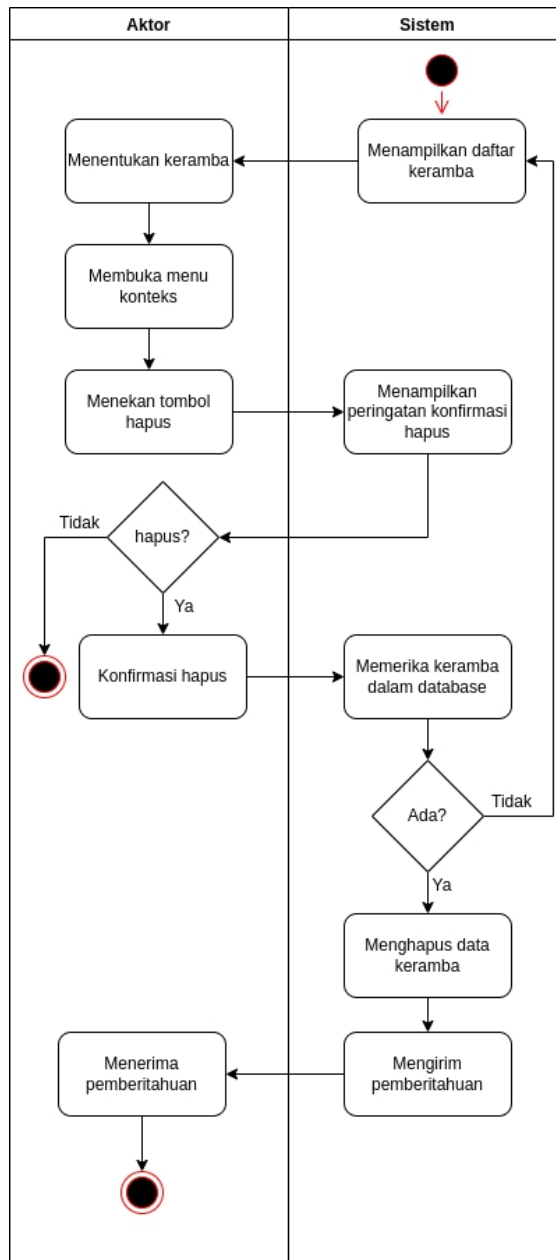 Aktor
Sistem
Menentukan keramba
Menampilkan daftar
keramba
Membuka menu
konteks
Menekan tombol
hapus
Menampilkan
peringatan konfirmasi
hapus
Tidak
hapus?
Ya
Konfirmasi hapus
Memerika keramba
dalam database
Ada?
Tidak
Ya
Menghapus data
keramba
Menerima
pemberitahuan
Mengirim
pemberitahuan